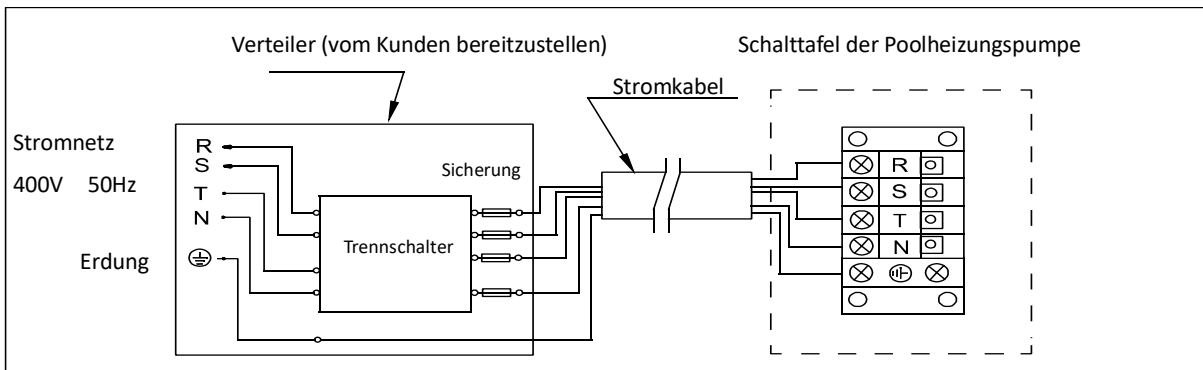 Verteiler (vom Kunden bereitzustellen)
Schalttafel der Poolheizungspumpe
Stromkabel
Stromnetz
400V 50Hz
Erdung
R
S
T
N
Sicherung
Trennschalter
R
S
T
N